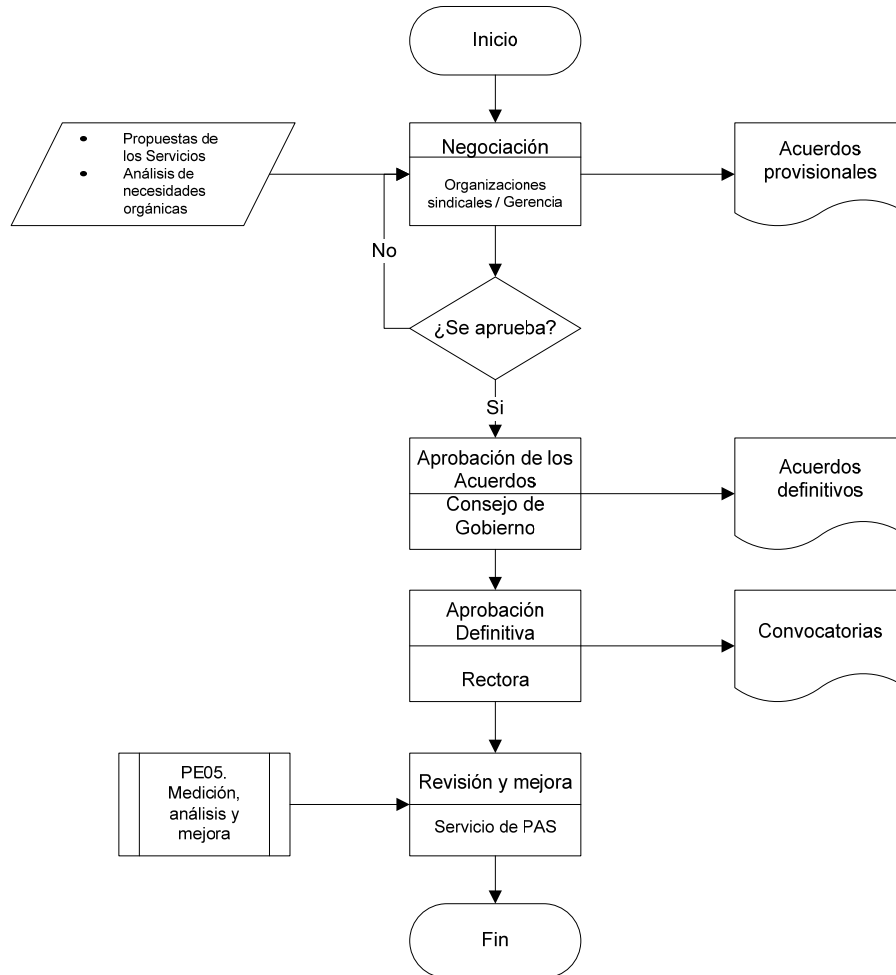 Inicio
• Propuestas de
los Servicios
• Análisis de
necesidades
orgánicas
Negociación
Organizaciones
sindicales / Gerencia
Acuerdos
provisionales
No
¿Se aprueba?
Si
Aprobación de los
Acuerdos
Consejo de
Gobierno
Acuerdos
definitivos
Aprobación
Definitiva
Rectora
Convocatorias
PE05.
Medición,
análisis y
mejora
Revisión y mejora
Servicio de PAS
Fin